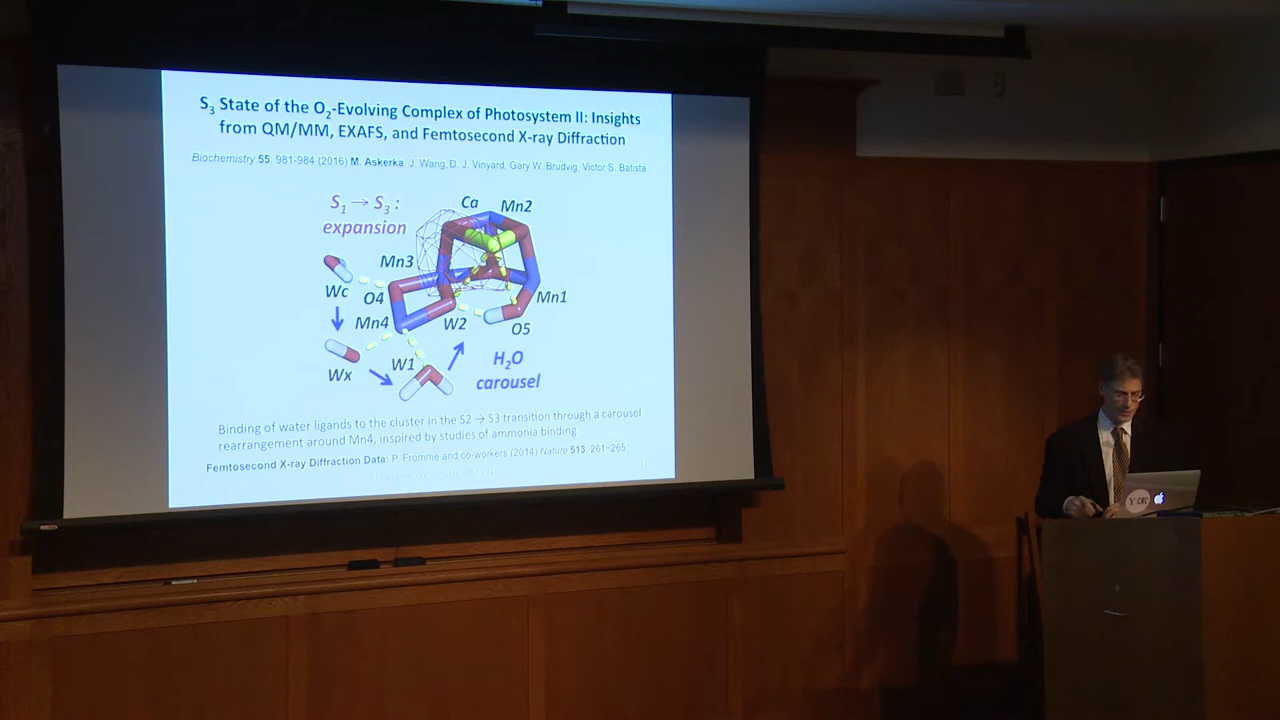 S3 State of the O2-Evolving Complex of Photosystem II: Insights
from QM/MM, EXAFS, and Femtosecond X-ray Diffraction
Biochemistry 55: 981-984 (2016) M. Askerka, J. Wang, D. J. Vinyard, Gary W. Brudvig, Victor S. Batista
S1 → S3 :
expansion
Ca Mn2
Mn3
Wc O4
Mn1
Mn4 W2 O5
Wx W1
H2O
carousel
Binding of water ligands to the cluster in the S2 → S3 transition through a carousel
rearrangement around Mn4, inspired by studies of ammonia binding.
Femtosecond X-ray Diffraction Data: P. Fromme and co-workers (2014) Nature 513: 261-265.